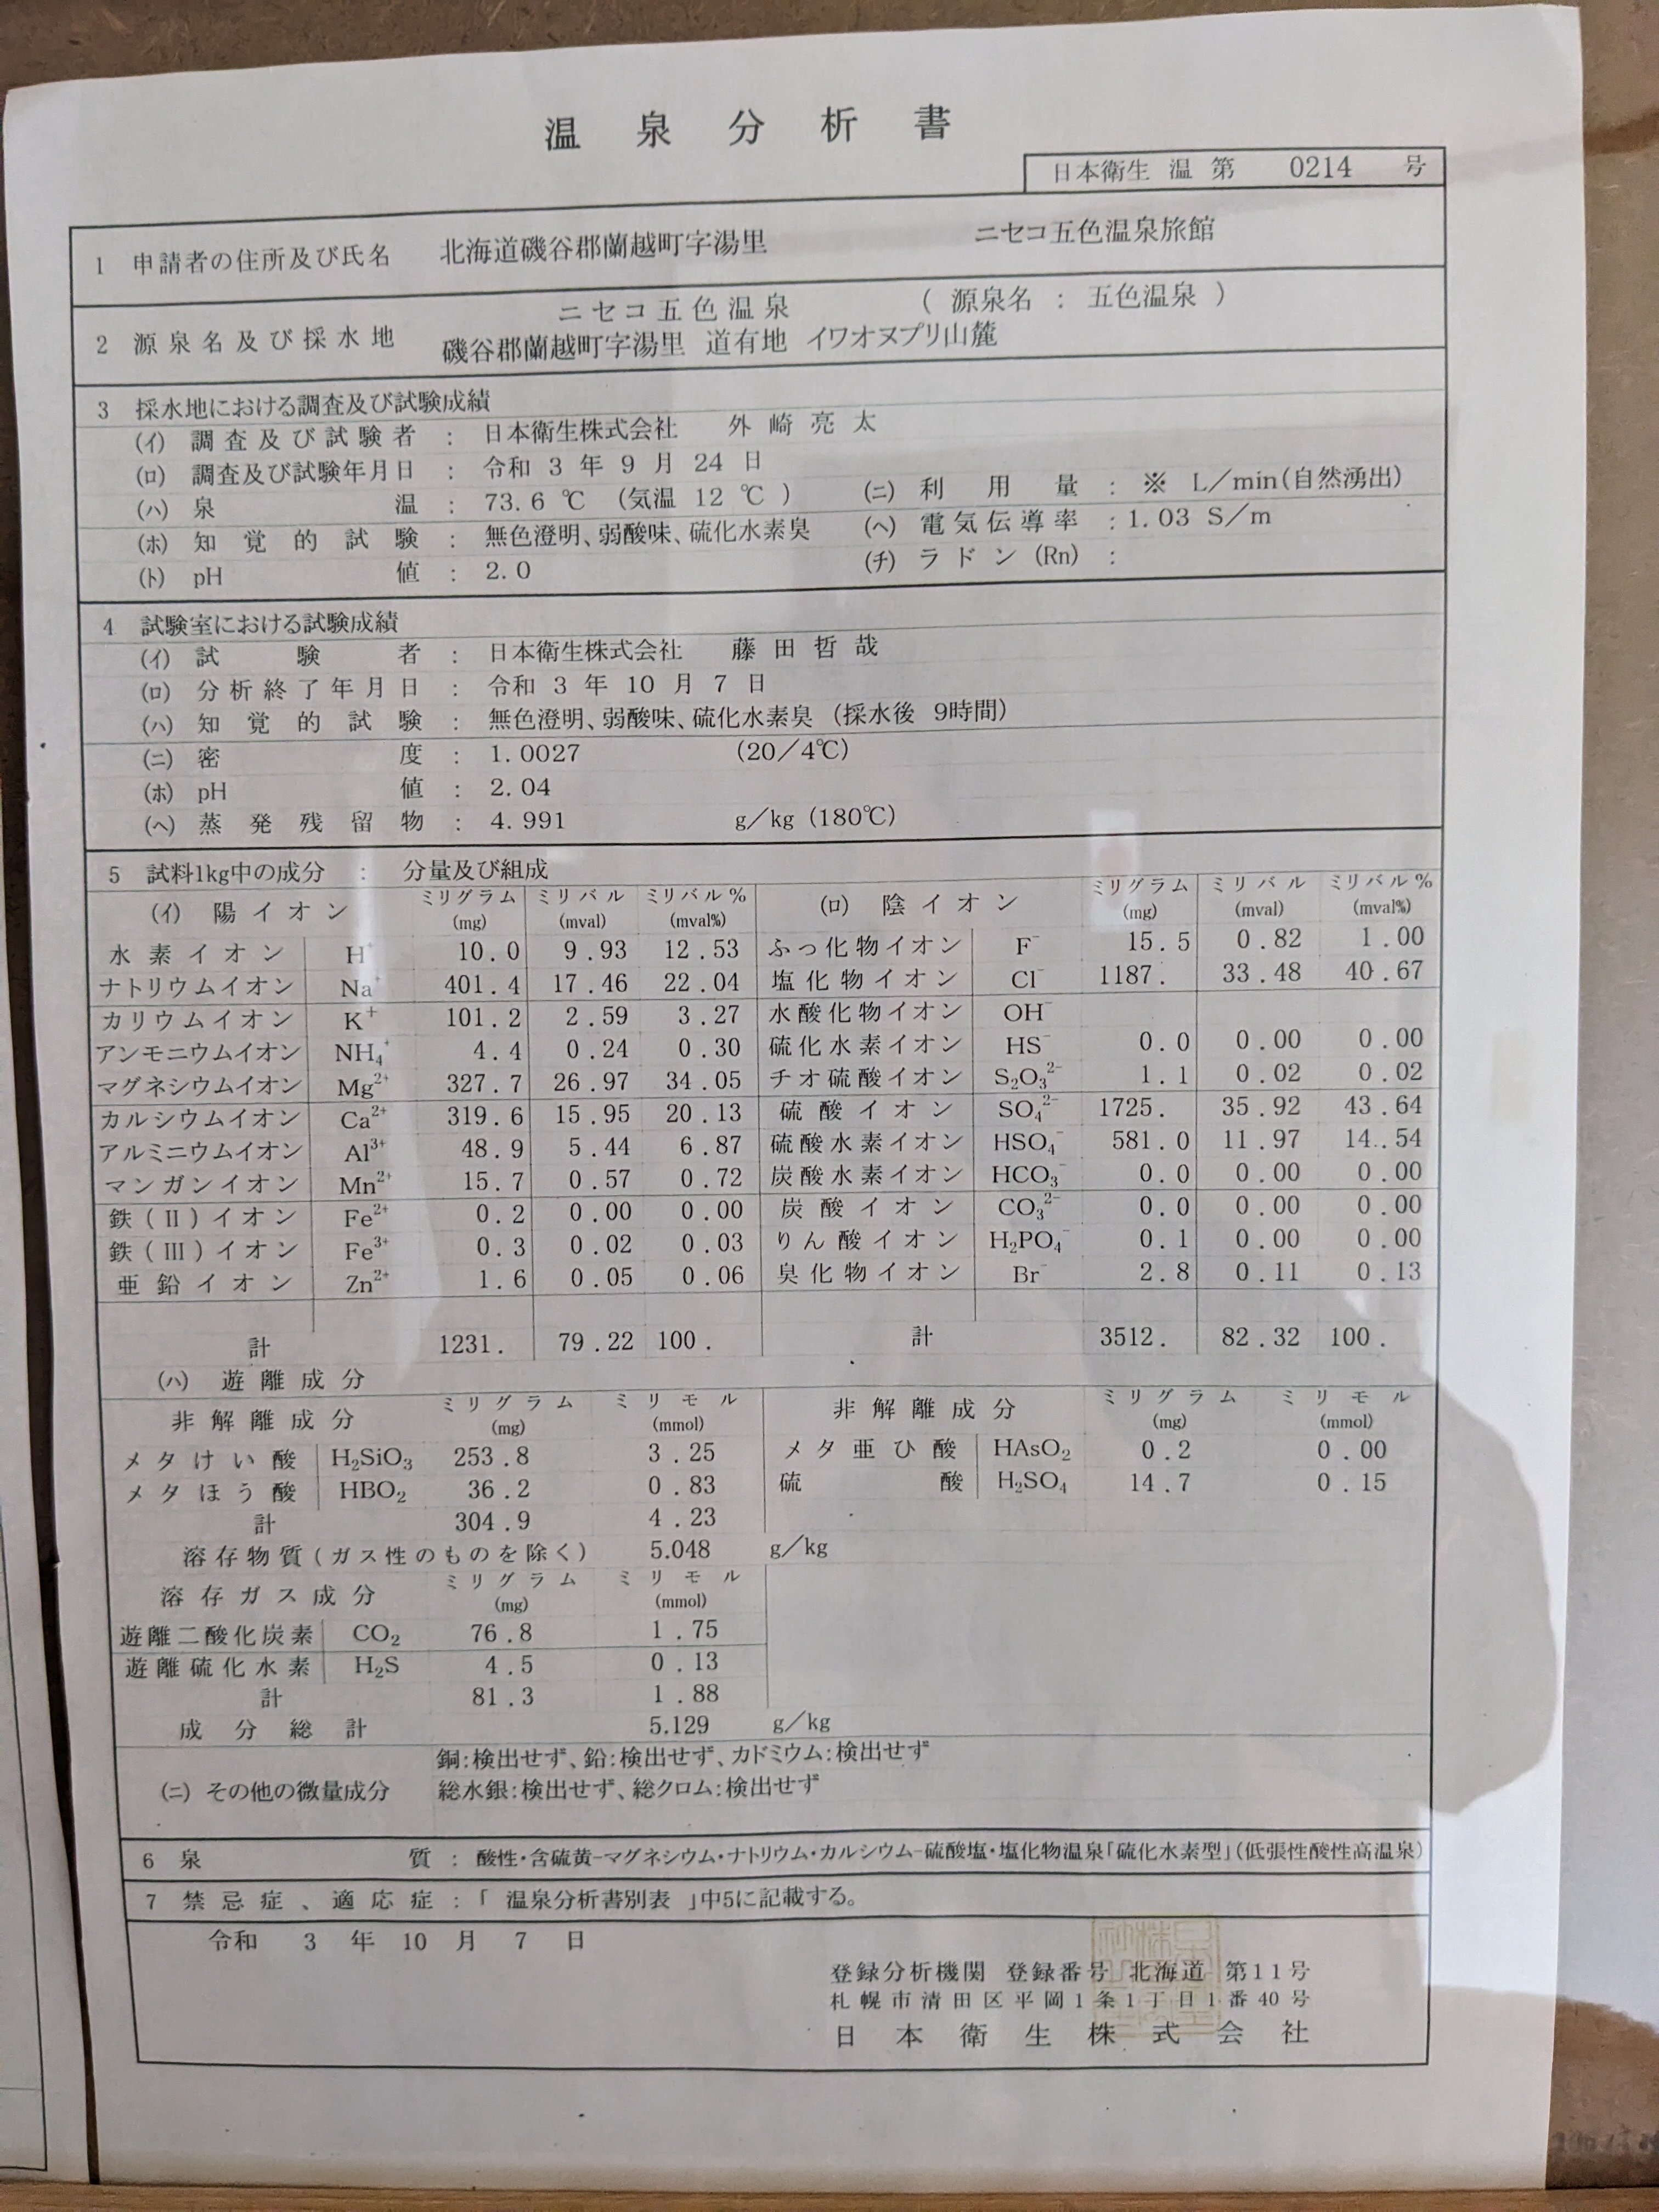 温泉分析書
日本衛生 温 第 0214 号
1 申請者の住所及び氏名 北海道磯谷郡蘭越町字湯里 ニセコ五色温泉旅館
2 源泉名及び採水地 ニセコ五色温泉 (源泉名 : 五色温泉)
磯谷郡蘭越町字湯里 道有地 イワオヌプリ山麓
3 採水地における調査及び試験成績
(イ) 調査及び試験者 : 日本衛生株式会社 外崎亮太
(ロ) 調査及び試験年月日 : 令和 3 年 9 月 24 日
(ハ) 泉温 : 73.6 ℃ (気温 12 ℃) (ニ) 利用量 : ※ L/min(自然湧出)
(ホ) 知覚的試験 : 無色澄明、弱酸味、硫化水素臭 (ヘ) 電気伝導率 : 1.03 S/m
(ト) pH値 : 2.0 (チ) ラドン(Rn) :
4 試験室における試験成績
(イ) 試験者 : 日本衛生株式会社 藤田哲哉
(ロ) 分析終了年月日 : 令和 3 年 10 月 7 日
(ハ) 知覚的試験 : 無色澄明、弱酸味、硫化水素臭 (採水後 9時間)
(ニ) 密度 : 1.0027 (20/4℃)
(ホ) pH値 : 2.04
(ヘ) 蒸発残留物 : 4.991 g/kg (180℃)
5 試料1kg中の成分 : 分量及び組成
(イ) 陽イオン ミリグラム(mg) ミリバル(mval) ミリバル%(mval%) (ロ) 陰イオン ミリグラム(mg) ミリバル(mval) ミリバル%(mval%)
水素イオン H⁺ 10.0 9.93 12.53 ふっ化物イオン F⁻ 15.5 0.82 1.00
ナトリウムイオン Na⁺ 401.4 17.46 22.04 塩化物イオン Cl⁻ 1187. 33.48 40.67
カリウムイオン K⁺ 101.2 2.59 3.27 水酸化物イオン OH⁻
アンモニウムイオン NH₄⁺ 4.4 0.24 0.30 硫化水素イオン HS⁻ 0.0 0.00 0.00
マグネシウムイオン Mg²⁺ 327.7 26.97 34.05 チオ硫酸イオン S₂O₃²⁻ 1.1 0.02 0.02
カルシウムイオン Ca²⁺ 319.6 15.95 20.13 硫酸イオン SO₄²⁻ 1725. 35.92 43.64
アルミニウムイオン Al³⁺ 48.9 5.44 6.87 硫酸水素イオン HSO₄⁻ 581.0 11.97 14..54
マンガンイオン Mn²⁺ 15.7 0.57 0.72 炭酸水素イオン HCO₃⁻ 0.0 0.00 0.00
鉄(II)イオン Fe²⁺ 0.2 0.00 0.00 炭酸イオン CO₃²⁻ 0.0 0.00 0.00
鉄(III)イオン Fe³⁺ 0.3 0.02 0.03 りん酸イオン H₂PO₄⁻ 0.1 0.00 0.00
亜鉛イオン Zn²⁺ 1.6 0.05 0.06 臭化物イオン Br⁻ 2.8 0.11 0.13
計 1231. 79.22 100. 計 3512. 82.32 100.
(ハ) 遊離成分
非解離成分 ミリグラム(mg) ミリモル(mmol) 非解離成分 ミリグラム(mg) ミリモル(mmol)
メタけい酸 H₂SiO₃ 253.8 3.25 メタ亜ひ酸 HAsO₂ 0.2 0.00
メタほう酸 HBO₂ 36.2 0.83 硫酸 H₂SO₄ 14.7 0.15
計 304.9 4.23
溶存物質(ガス性のものを除く) 5.048 g/kg
溶存ガス成分 ミリグラム(mg) ミリモル(mmol)
遊離二酸化炭素 CO₂ 76.8 1.75
遊離硫化水素 H₂S 4.5 0.13
計 81.3 1.88
成分総計 5.129 g/kg
(ニ) その他の微量成分 銅:検出せず、鉛:検出せず、カドミウム:検出せず
総水銀:検出せず、総クロム:検出せず
6 泉質 : 酸性・含硫黄-マグネシウム・ナトリウム・カルシウム-硫酸塩・塩化物温泉「硫化水素型」(低張性酸性高温泉)
7 禁忌症、適応症 : 「 温泉分析書別表 」中5に記載する。
令和 3 年 10 月 7 日
登録分析機関 登録番号 北海道 第11号
札幌市清田区平岡1条1丁目1番40号
日本衛生株式会社